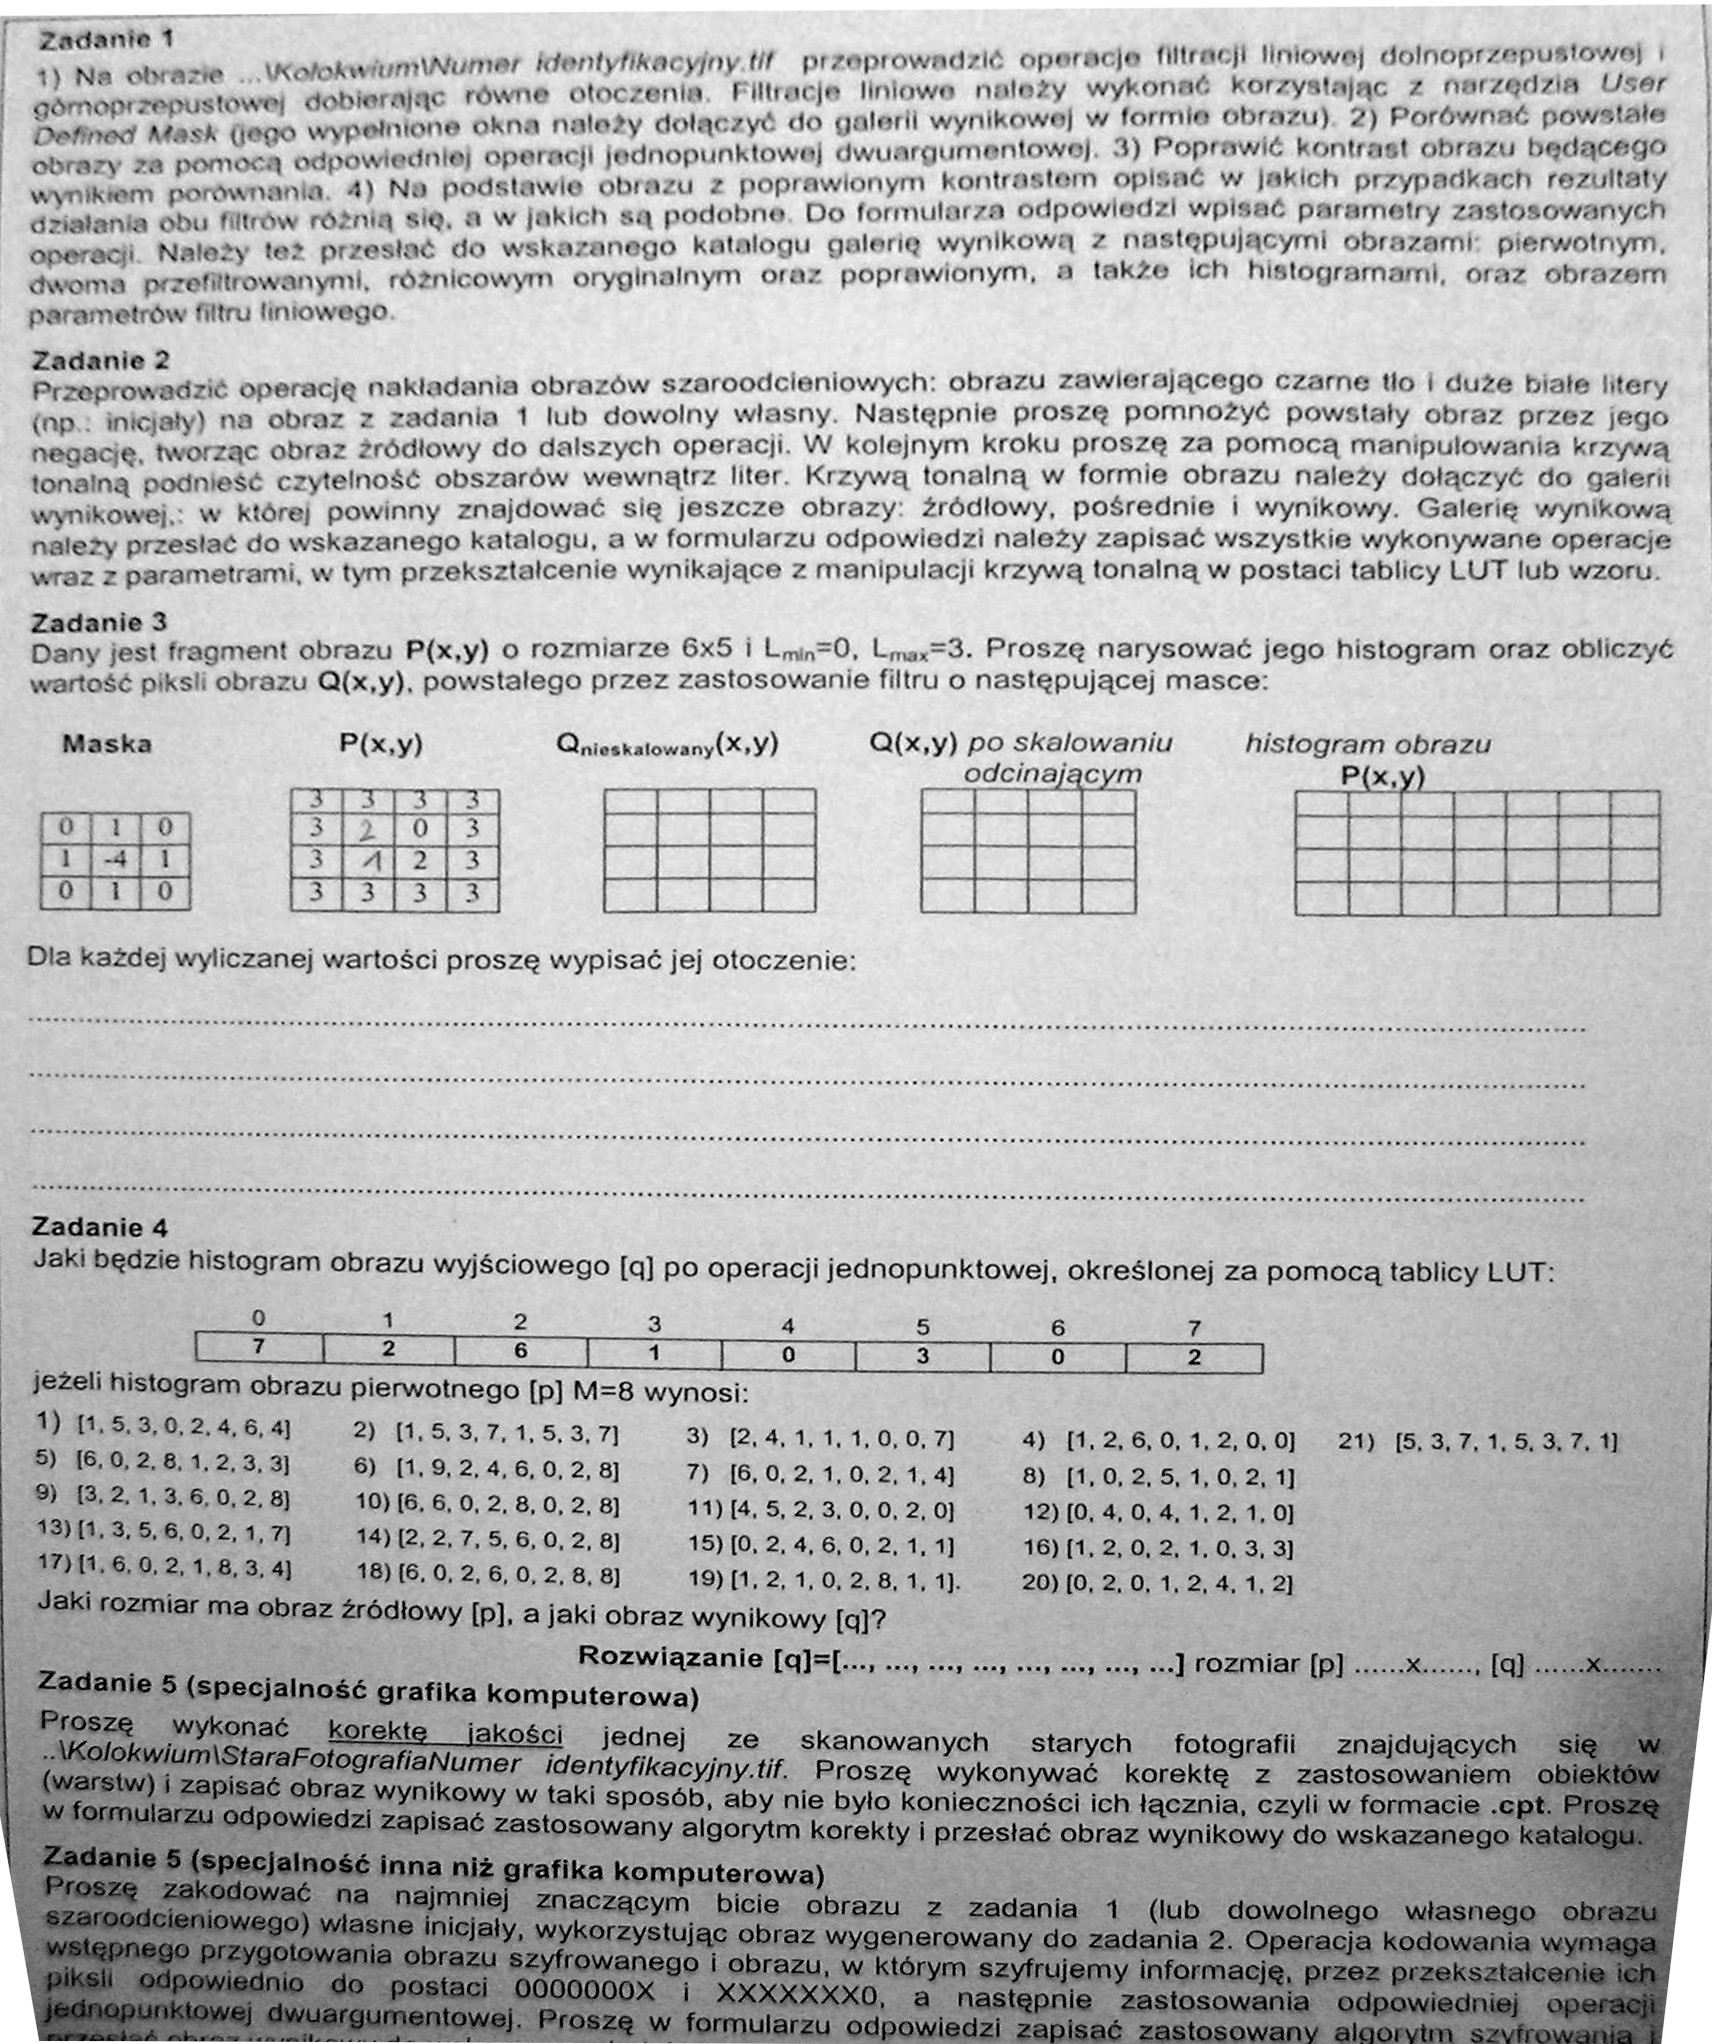 Zadanie 1
1) Na obrazie ...\Kolokwium\Numer identyfikacyjny.tif przeprowadzić operacje filtracji liniowej dolnoprzepustowej i
górnoprzepustowej dobierając równe otoczenia. Filtracje liniowe należy wykonać korzystając z narzędzia User
Defined Mask (jego wypełnione okna należy dołączyć do galerii wynikowej w formie obrazu). 2) Porównać powstałe
obrazy za pomocą odpowiedniej operacji jednopunktowej dwuargumentowej. 3) Poprawić kontrast obrazu będącego
wynikiem porównania. 4) Na podstawie obrazu z poprawionym kontrastem opisać w jakich przypadkach rezultaty
działania obu filtrów różnią się, a w jakich są podobne. Do formularza odpowiedzi wpisać parametry zastosowanych
operacji. Należy też przesłać do wskazanego katalogu galerię wynikową z następującymi obrazami: pierwotnym,
dwoma przefiltrowanymi, różnicowym oryginalnym oraz poprawionym, a także ich histogramami, oraz obrazem
parametrów filtru liniowego.
Zadanie 2
Przeprowadzić operację nakładania obrazów szaroodcieniowych: obrazu zawierającego czarne tło i duże białe litery
(np.: inicjały) na obraz z zadania 1 lub dowolny własny. Następnie proszę pomnożyć powstały obraz przez jego
negację, tworząc obraz źródłowy do dalszych operacji. W kolejnym kroku proszę za pomocą manipulowania krzywą
tonalną podnieść czytelność obszarów wewnątrz liter. Krzywą tonalną w formie obrazu należy dołączyć do galerii
wynikowej,: w której powinny znajdować się jeszcze obrazy: źródłowy, pośrednie i wynikowy. Galerię wynikową
należy przesłać do wskazanego katalogu, a w formularzu odpowiedzi należy zapisać wszystkie wykonywane operacje
wraz z parametrami, w tym przekształcenie wynikające z manipulacji krzywą tonalną w postaci tablicy LUT lub wzoru.
Zadanie 3
Dany jest fragment obrazu P(x,y) o rozmiarze 6x5 i Lmin=0, Lmax=3. Proszę narysować jego histogram oraz obliczyć
wartość piksli obrazu Q(x,y), powstałego przez zastosowanie filtru o następującej masce:
Maska P(x,y) Qnieskalowany(x,y) Q(x,y) po skalowaniu histogram obrazu
odcinającym P(x,y)
3 3 3 3
0 1 0 3 2 0 3
1 -4 1 3 1 2 3
0 1 0 3 3 3 3
Dla każdej wyliczanej wartości proszę wypisać jej otoczenie:
Zadanie 4
Jaki będzie histogram obrazu wyjściowego [q] po operacji jednopunktowej, określonej za pomocą tablicy LUT:
0 1 2 3 4 5 6 7
7 2 6 1 0 3 0 2
jeżeli histogram obrazu pierwotnego [p] M=8 wynosi:
1) [1, 5, 3, 0, 2, 4, 6, 4] 2) [1, 5, 3, 7, 1, 5, 3, 7] 3) [2, 4, 1, 1, 1, 0, 0, 7] 4) [1, 2, 6, 0, 1, 2, 0, 0] 21) [5, 3, 7, 1, 5, 3, 7, 1]
5) [6, 0, 2, 8, 1, 2, 3, 3] 6) [1, 9, 2, 4, 6, 0, 2, 8] 7) [6, 0, 2, 1, 0, 2, 1, 4] 8) [1, 0, 2, 5, 1, 0, 2, 1]
9) [3, 2, 1, 3, 6, 0, 2, 8] 10) [6, 6, 0, 2, 8, 0, 2, 8] 11) [4, 5, 2, 3, 0, 0, 2, 0] 12) [0, 4, 0, 4, 1, 2, 1, 0]
13) [1, 3, 5, 6, 0, 2, 1, 7] 14) [2, 2, 7, 5, 6, 0, 2, 8] 15) [0, 2, 4, 6, 0, 2, 1, 1] 16) [1, 2, 0, 2, 1, 0, 3, 3]
17) [1, 6, 0, 2, 1, 8, 3, 4] 18) [6, 0, 2, 6, 0, 2, 8, 8] 19) [1, 2, 1, 0, 2, 8, 1, 1]. 20) [0, 2, 0, 1, 2, 4, 1, 2]
Jaki rozmiar ma obraz źródłowy [p], a jaki obraz wynikowy [q]?
Rozwiązanie [q]=[..., ..., ..., ..., ..., ..., ..., ...] rozmiar [p] ......x......, [q] ......x.......
Zadanie 5 (specjalność grafika komputerowa)
Proszę wykonać korektę jakości jednej ze skanowanych starych fotografii znajdujących się w
..\Kolokwium\StaraFotografiaNumer identyfikacyjny.tif. Proszę wykonywać korektę z zastosowaniem obiektów
(warstw) i zapisać obraz wynikowy w taki sposób, aby nie było konieczności ich łącznia, czyli w formacie .cpt. Proszę
w formularzu odpowiedzi zapisać zastosowany algorytm korekty i przesłać obraz wynikowy do wskazanego katalogu.
Zadanie 5 (specjalność inna niż grafika komputerowa)
Proszę zakodować na najmniej znaczącym bicie obrazu z zadania 1 (lub dowolnego własnego obrazu
szaroodcieniowego) własne inicjały, wykorzystując obraz wygenerowany do zadania 2. Operacja kodowania wymaga
wstępnego przygotowania obrazu szyfrowanego i obrazu, w którym szyfrujemy informację, przez przekształcenie ich
piksli odpowiednio do postaci 0000000X i XXXXXXX0, a następnie zastosowania odpowiedniej operacji
jednopunktowej dwuargumentowej. Proszę w formularzu odpowiedzi zapisać zastosowany algorytm szyfrowania i